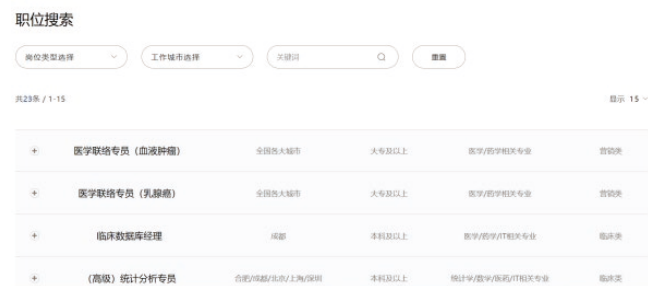 职位搜索
岗位类型选择 工作城市选择 关键词 重置
共23条 / 1-15 显示 15
+ 医学联络专员（血液肿瘤） 全国各大城市 大专及以上 医学/药学相关专业 营销类
+ 医学联络专员（乳腺癌） 全国各大城市 大专及以上 医学/药学相关专业 营销类
+ 临床数据库经理 成都 本科及以上 医学/药学/IT相关专业 临床类
+ （高级）统计分析专员 合肥/成都/北京/上海/深圳 本科及以上 统计学/数学/医药/IT相关专业 临床类